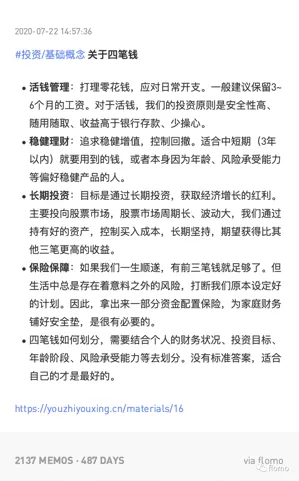 2020-07-22 14:57:36
#投资/基础概念 关于四笔钱
• 活钱管理：打理零花钱，应对日常开支。一般建议保留3~
6个月的工资。对于活钱，我们的投资原则是安全性高、
随用随取、收益高于银行存款、少操心。
• 稳健理财：追求稳健增值，控制回撤。适合中短期（3年
以内）就要用到的钱，或者本身因为年龄、风险承受能力
等偏好稳健产品的人。
• 长期投资：目标是通过长期投资，获取经济增长的红利。
主要投向股票市场，股票市场周期长、波动大，我们通过
持有好的资产，控制买入成本，长期坚持，期望获得比其
他三笔更高的收益。
• 保险保障：如果我们一生顺遂，有前三笔钱就足够了。但
生活中总是存在着意料之外的风险，打断我们原本设定好
的计划。因此，拿出来一部分资金配置保险，为家庭财务
铺好安全垫，是很有必要的。
• 四笔钱如何划分，需要结合个人的财务状况、投资目标、
年龄阶段、风险承受能力等去划分。没有标准答案，适合
自己的才是最好的。
https://youzhiyouxing.cn/materials/16
2137 MEMOS · 487 DAYS
via flomo
flomo